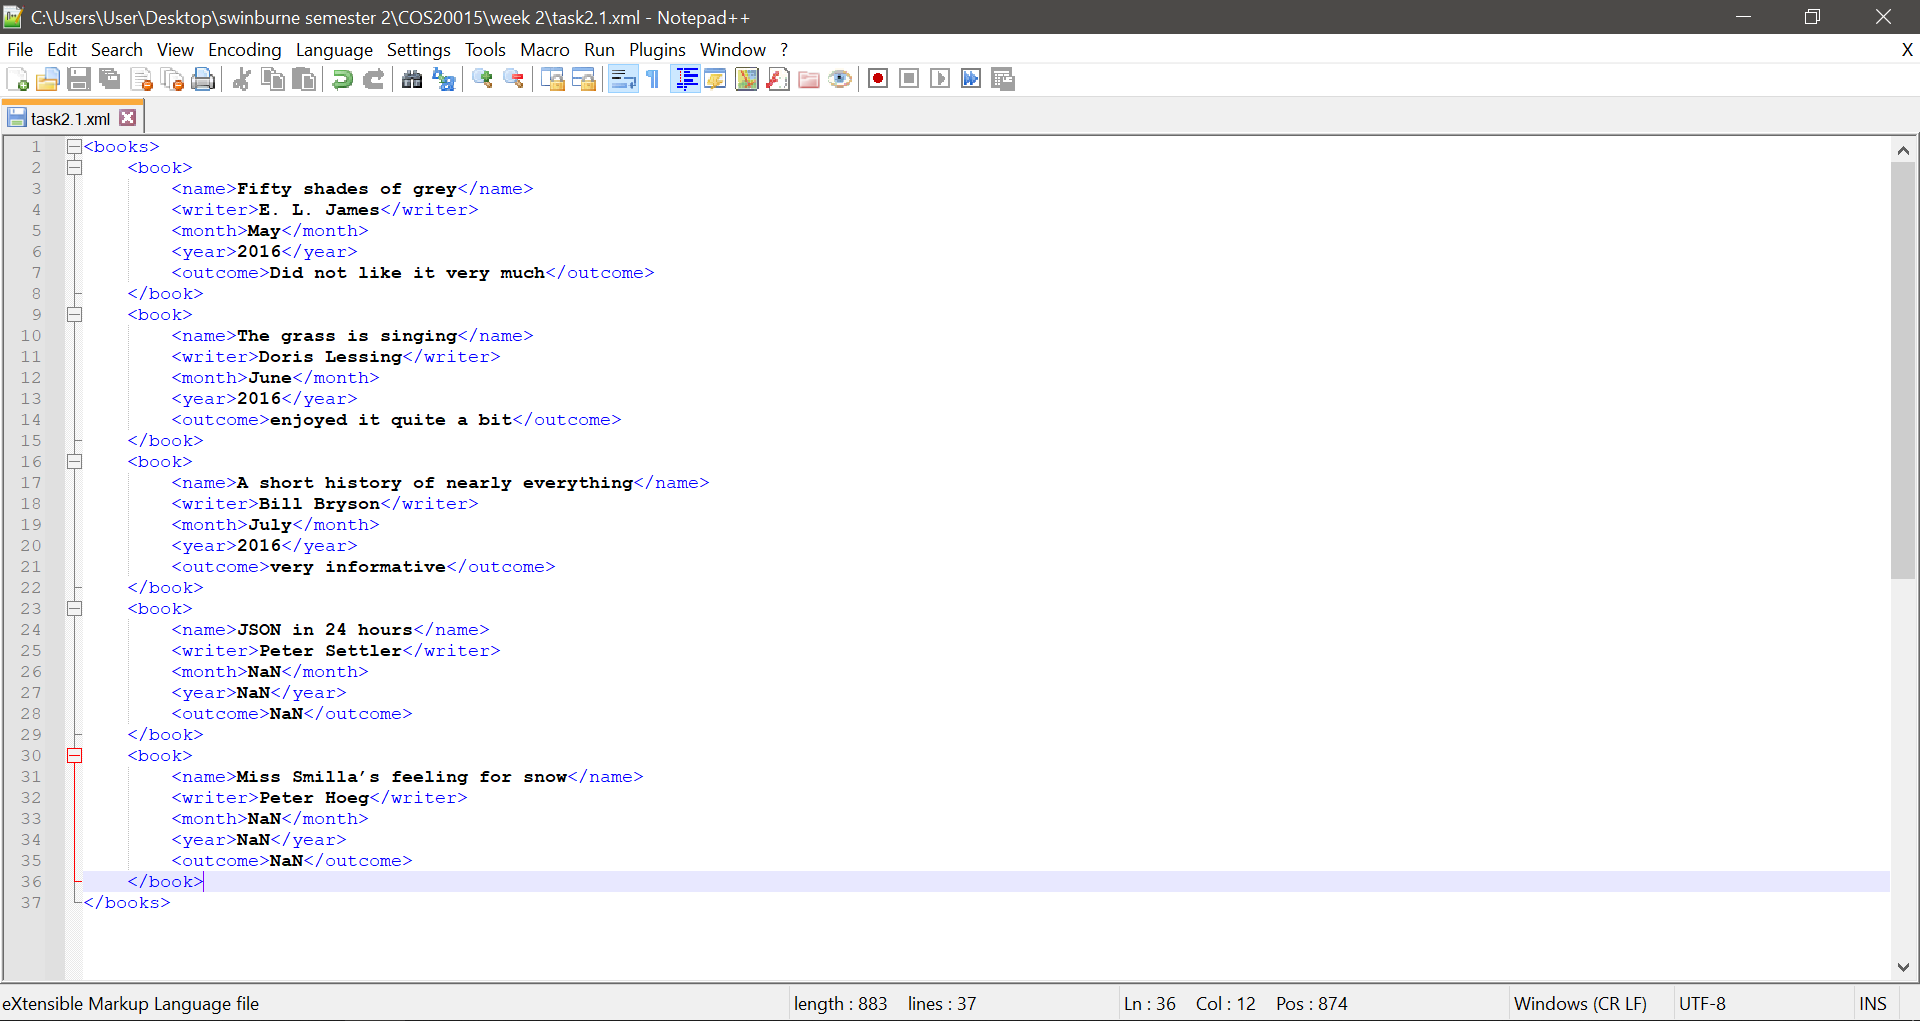 C:\Users\User\Desktop\swinburne semester 2\COS20015\week 2\task2.1.xml - Notepad++
File Edit Search View Encoding Language Settings Tools Macro Run Plugins Window ? X
task2.1.xml
1 <books>
2 <book>
3 <name>Fifty shades of grey</name>
4 <writer>E. L. James</writer>
5 <month>May</month>
6 <year>2016</year>
7 <outcome>Did not like it very much</outcome>
8 </book>
9 <book>
10 <name>The grass is singing</name>
11 <writer>Doris Lessing</writer>
12 <month>June</month>
13 <year>2016</year>
14 <outcome>enjoyed it quite a bit</outcome>
15 </book>
16 <book>
17 <name>A short history of nearly everything</name>
18 <writer>Bill Bryson</writer>
19 <month>July</month>
20 <year>2016</year>
21 <outcome>very informative</outcome>
22 </book>
23 <book>
24 <name>JSON in 24 hours</name>
25 <writer>Peter Settler</writer>
26 <month>NaN</month>
27 <year>NaN</year>
28 <outcome>NaN</outcome>
29 </book>
30 <book>
31 <name>Miss Smilla's feeling for snow</name>
32 <writer>Peter Hoeg</writer>
33 <month>NaN</month>
34 <year>NaN</year>
35 <outcome>NaN</outcome>
36 </book>
37 </books>
eXtensible Markup Language file length : 883 lines : 37 Ln : 36 Col : 12 Pos : 874 Windows (CR LF) UTF-8 INS